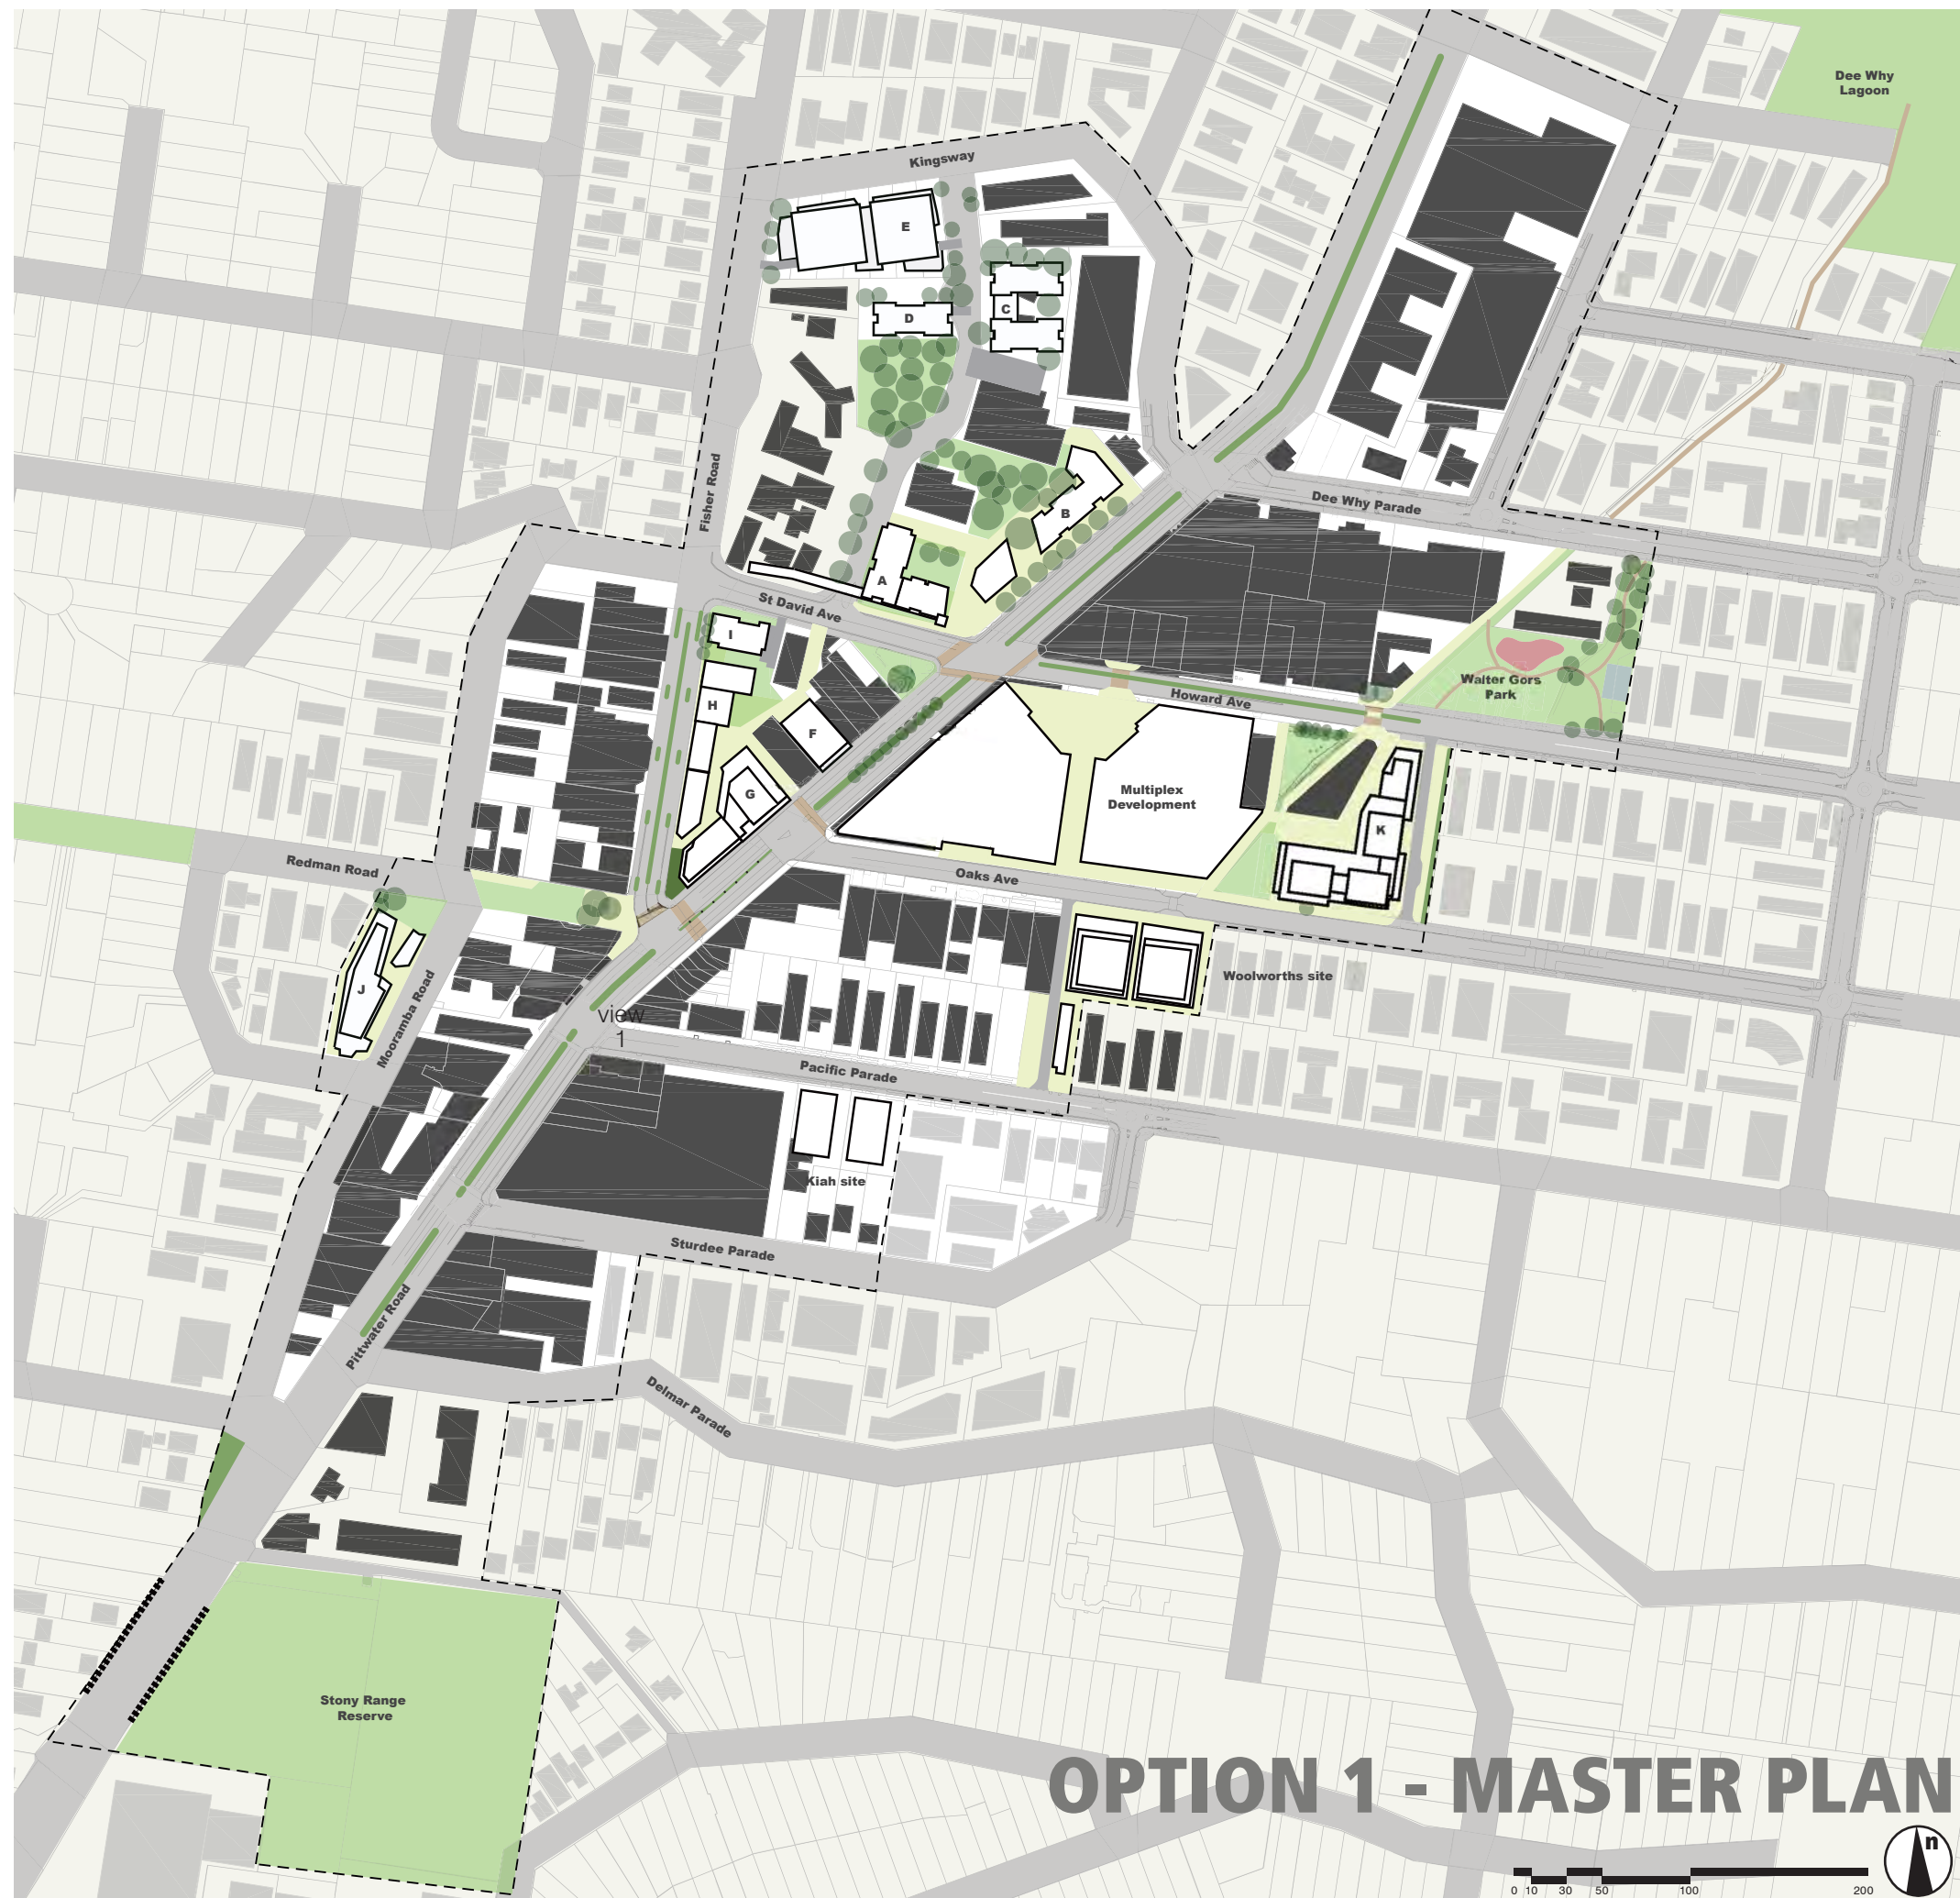 Dee Why
Lagoon
Kingsway
E
D
C
Fisher Road
B
Dee Why Parade
A
St David Ave
I
Walter Gors
Park
Howard Ave
H
F
G
Multiplex
Development
K
Redman Road
Oaks Ave
J
Mooramba Road
Woolworths site
view
1
Pacific Parade
Kiah site
Sturdee Parade
Pittwater Road
Delmar Parade
Stony Range
Reserve
OPTION 1 - MASTER PLAN
n
0 10 30 50 100 200